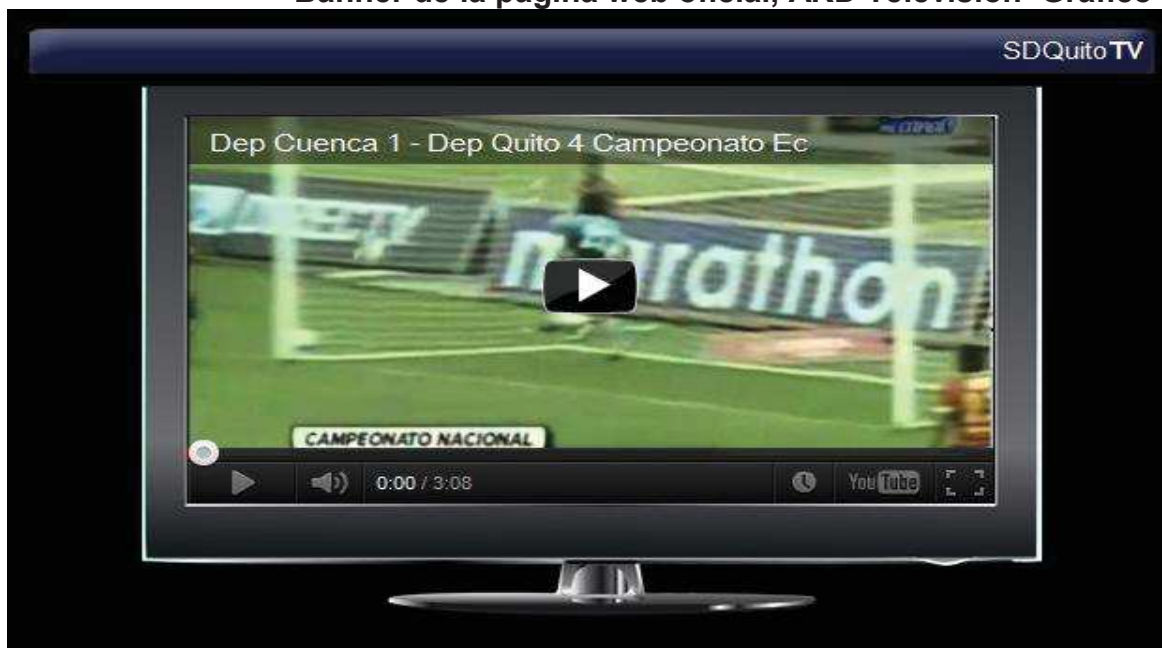 Banner de la página web oficial, AKD Televisión Gráfico
SDQuitoTV
Dep Cuenca 1 - Dep Quito 4 Campeonato Ec
marathon
CAMPEONATO NACIONAL
0:00 / 3:08
YouTube